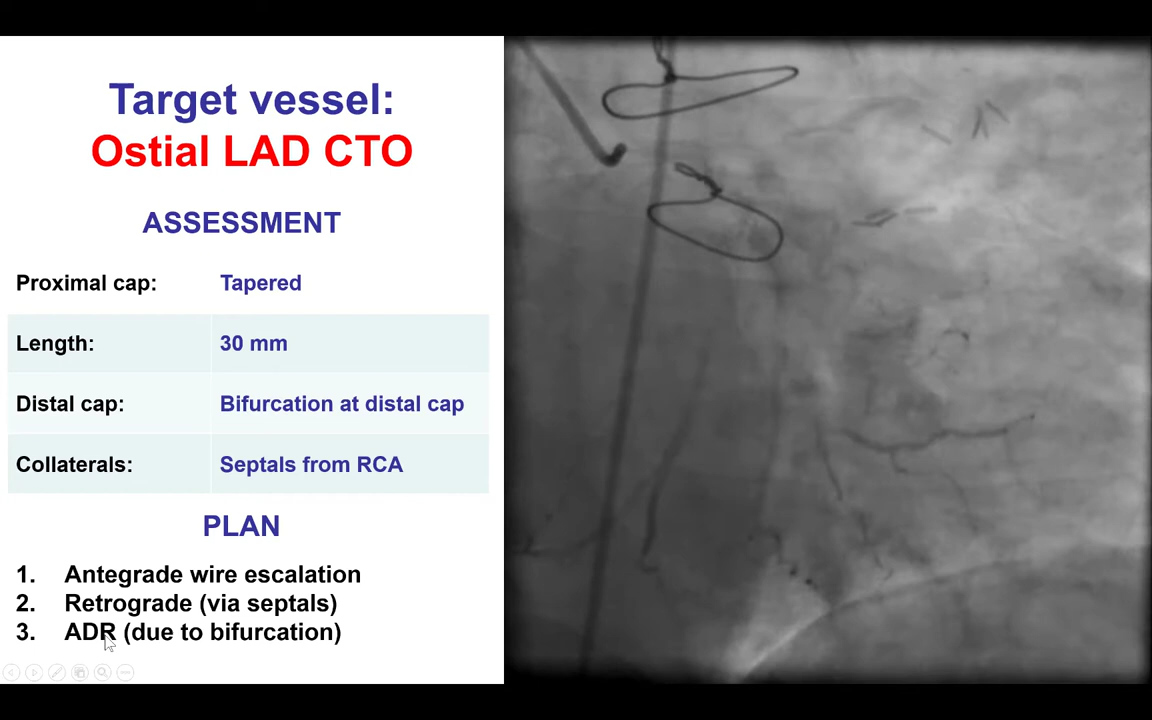 Target vessel:
Ostial LAD CTO
ASSESSMENT
Proximal cap: Tapered
Length: 30 mm
Distal cap: Bifurcation at distal cap
Collaterals: Septals from RCA
PLAN
1. Antegrade wire escalation
2. Retrograde (via septals)
3. ADR (due to bifurcation)